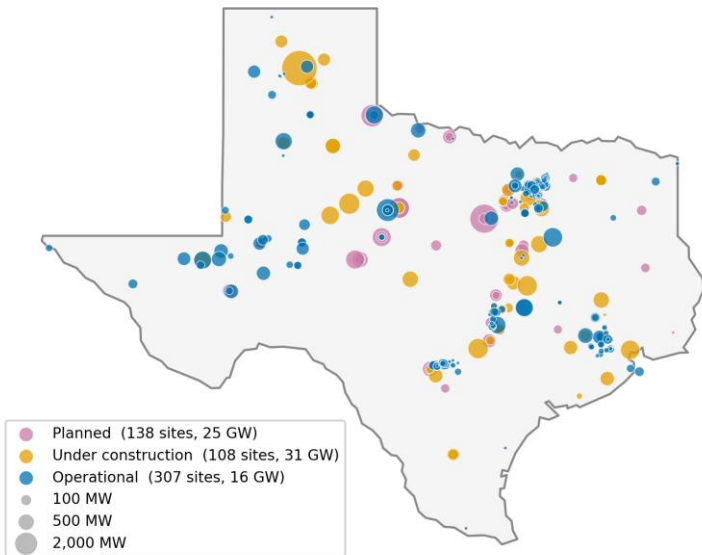 Planned (138 sites, 25 GW)
Under construction (108 sites, 31 GW)
Operational (307 sites, 16 GW)
100 MW
500 MW
2,000 MW